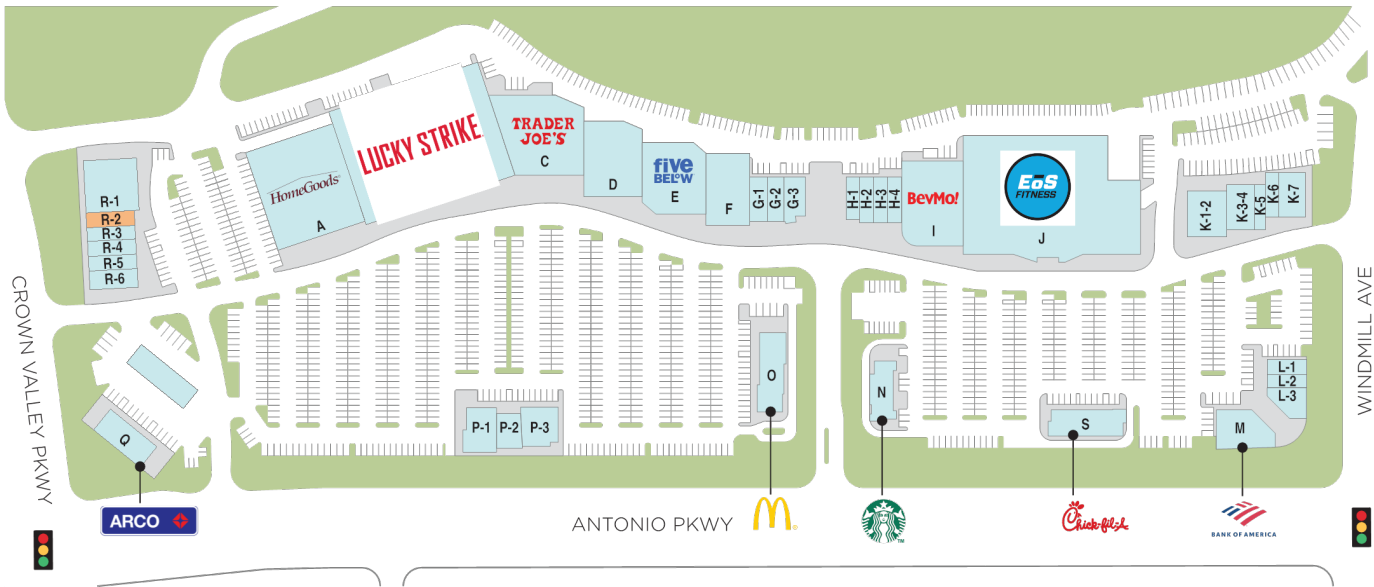 LUCKY STRIKE
TRADER
JOE'S
C
HomeGoods
A
D
five
BELOW
E
F
G-1
G-2
G-3
H-1
H-2
H-3
H-4
BevMo!
I
EōS
FITNESS
J
K-1-2
K-3-4
K-5
K-6
K-7
R-1
R-2
R-3
R-4
R-5
R-6
CROWN VALLEY PKWY
WINDMILL AVE
Q
P-1
P-2
P-3
O
N
S
L-1
L-2
L-3
M
ARCO
ANTONIO PKWY
TM
Chick-fil-A
BANK OF AMERICA